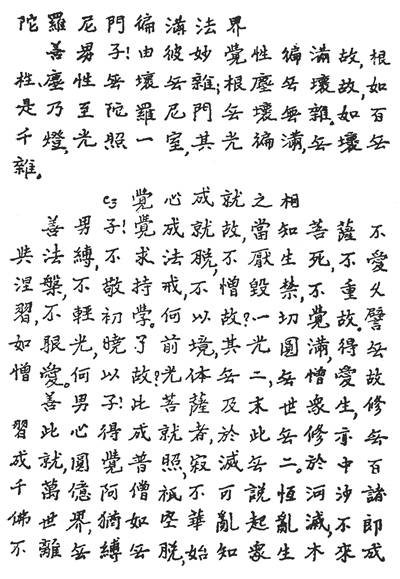 陀羅尼門徧滿法界
善男子!由彼妙覺性徧滿故,根
性、塵性無壞無雜;根塵無壞故,如
是乃至陀羅尼門無壞無雜。如百
千燈,光照一室,其光徧滿,無壞無
雜。
C3 覺心成就之相
善男子!覺成就故,當知菩薩不
與法縛,不求法脫,不厭生死,不愛
涅槃,不敬持戒,不憎毀禁,不重久
習,不輕初學。何以故?一切覺故。譬
如眼光,曉了前境,其光圓滿,得無
憎愛。何以故?光体無二,無憎愛故
善男子!此菩薩及末世眾生,修
習此心得成就者,於此無修亦無
成就,圓覺普照,寂滅無二。於中百
千萬億阿僧祇不可說恆河沙諸
佛世界,猶如空華亂起亂滅,不即
不離無縛無脫,始知眾生本來成